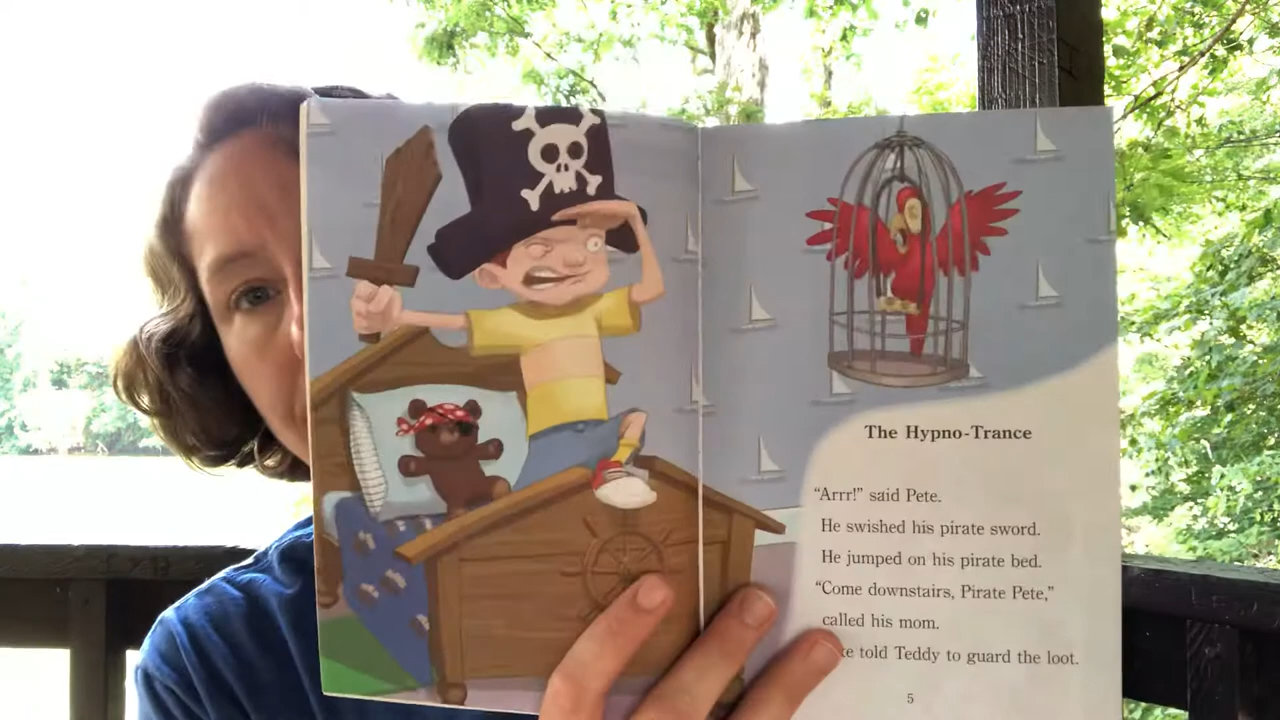 The Hypno-Trance
“Arrr!” said Pete.
He swished his pirate sword.
He jumped on his pirate bed.
“Come downstairs, Pirate Pete,”
called his mom.
told Teddy to guard the loot.
5